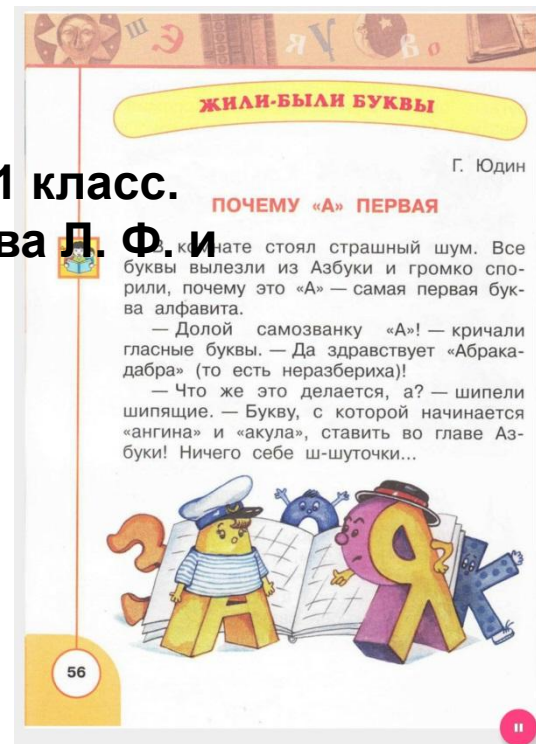 ЖИЛИ-БЫЛИ БУКВЫ
1 класс.
ва Л. Ф. и
Г. Юдин
ПОЧЕМУ «А» ПЕРВАЯ
В комнате стоял страшный шум. Все
буквы вылезли из Азбуки и громко спо-
рили, почему это «А» — самая первая бук-
ва алфавита.
— Долой самозванку «А»! — кричали
гласные буквы. — Да здравствует «Абрака-
дабра» (то есть неразбериха)!
— Что же это делается, а? — шипели
шипящие. — Букву, с которой начинается
«ангина» и «акула», ставить во главе Аз-
буки! Ничего себе ш-шуточки...
З А О Я К
56